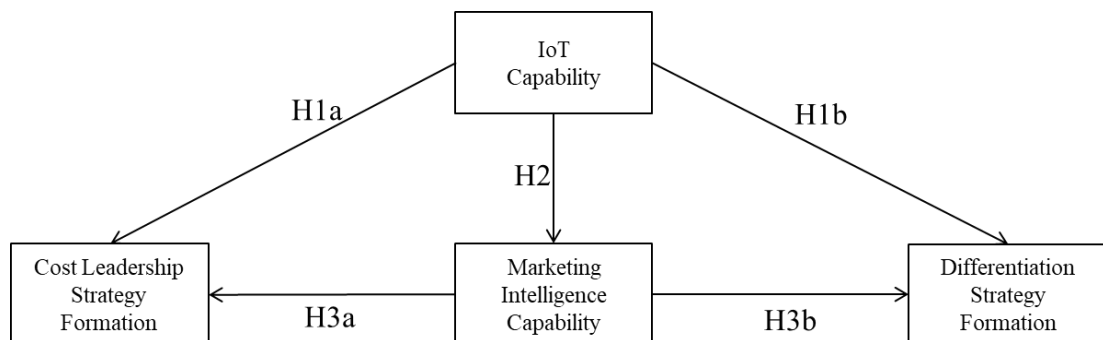 IoT
Capability
H1a
H1b
H2
Cost Leadership
Strategy
Formation
Marketing
Intelligence
Capability
Differentiation
Strategy
Formation
H3a
H3b